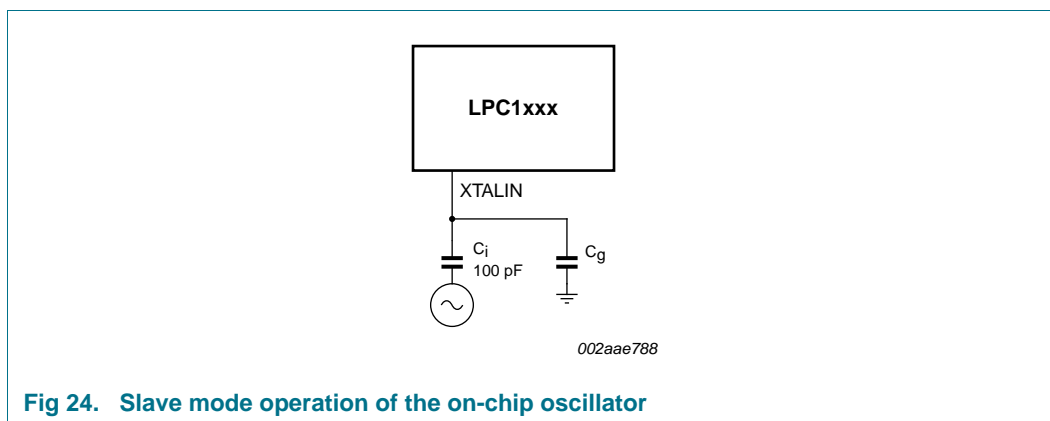 LPC1xxx
XTALIN
Ci
100 pF
Cg
002aae788
Fig 24. Slave mode operation of the on-chip oscillator